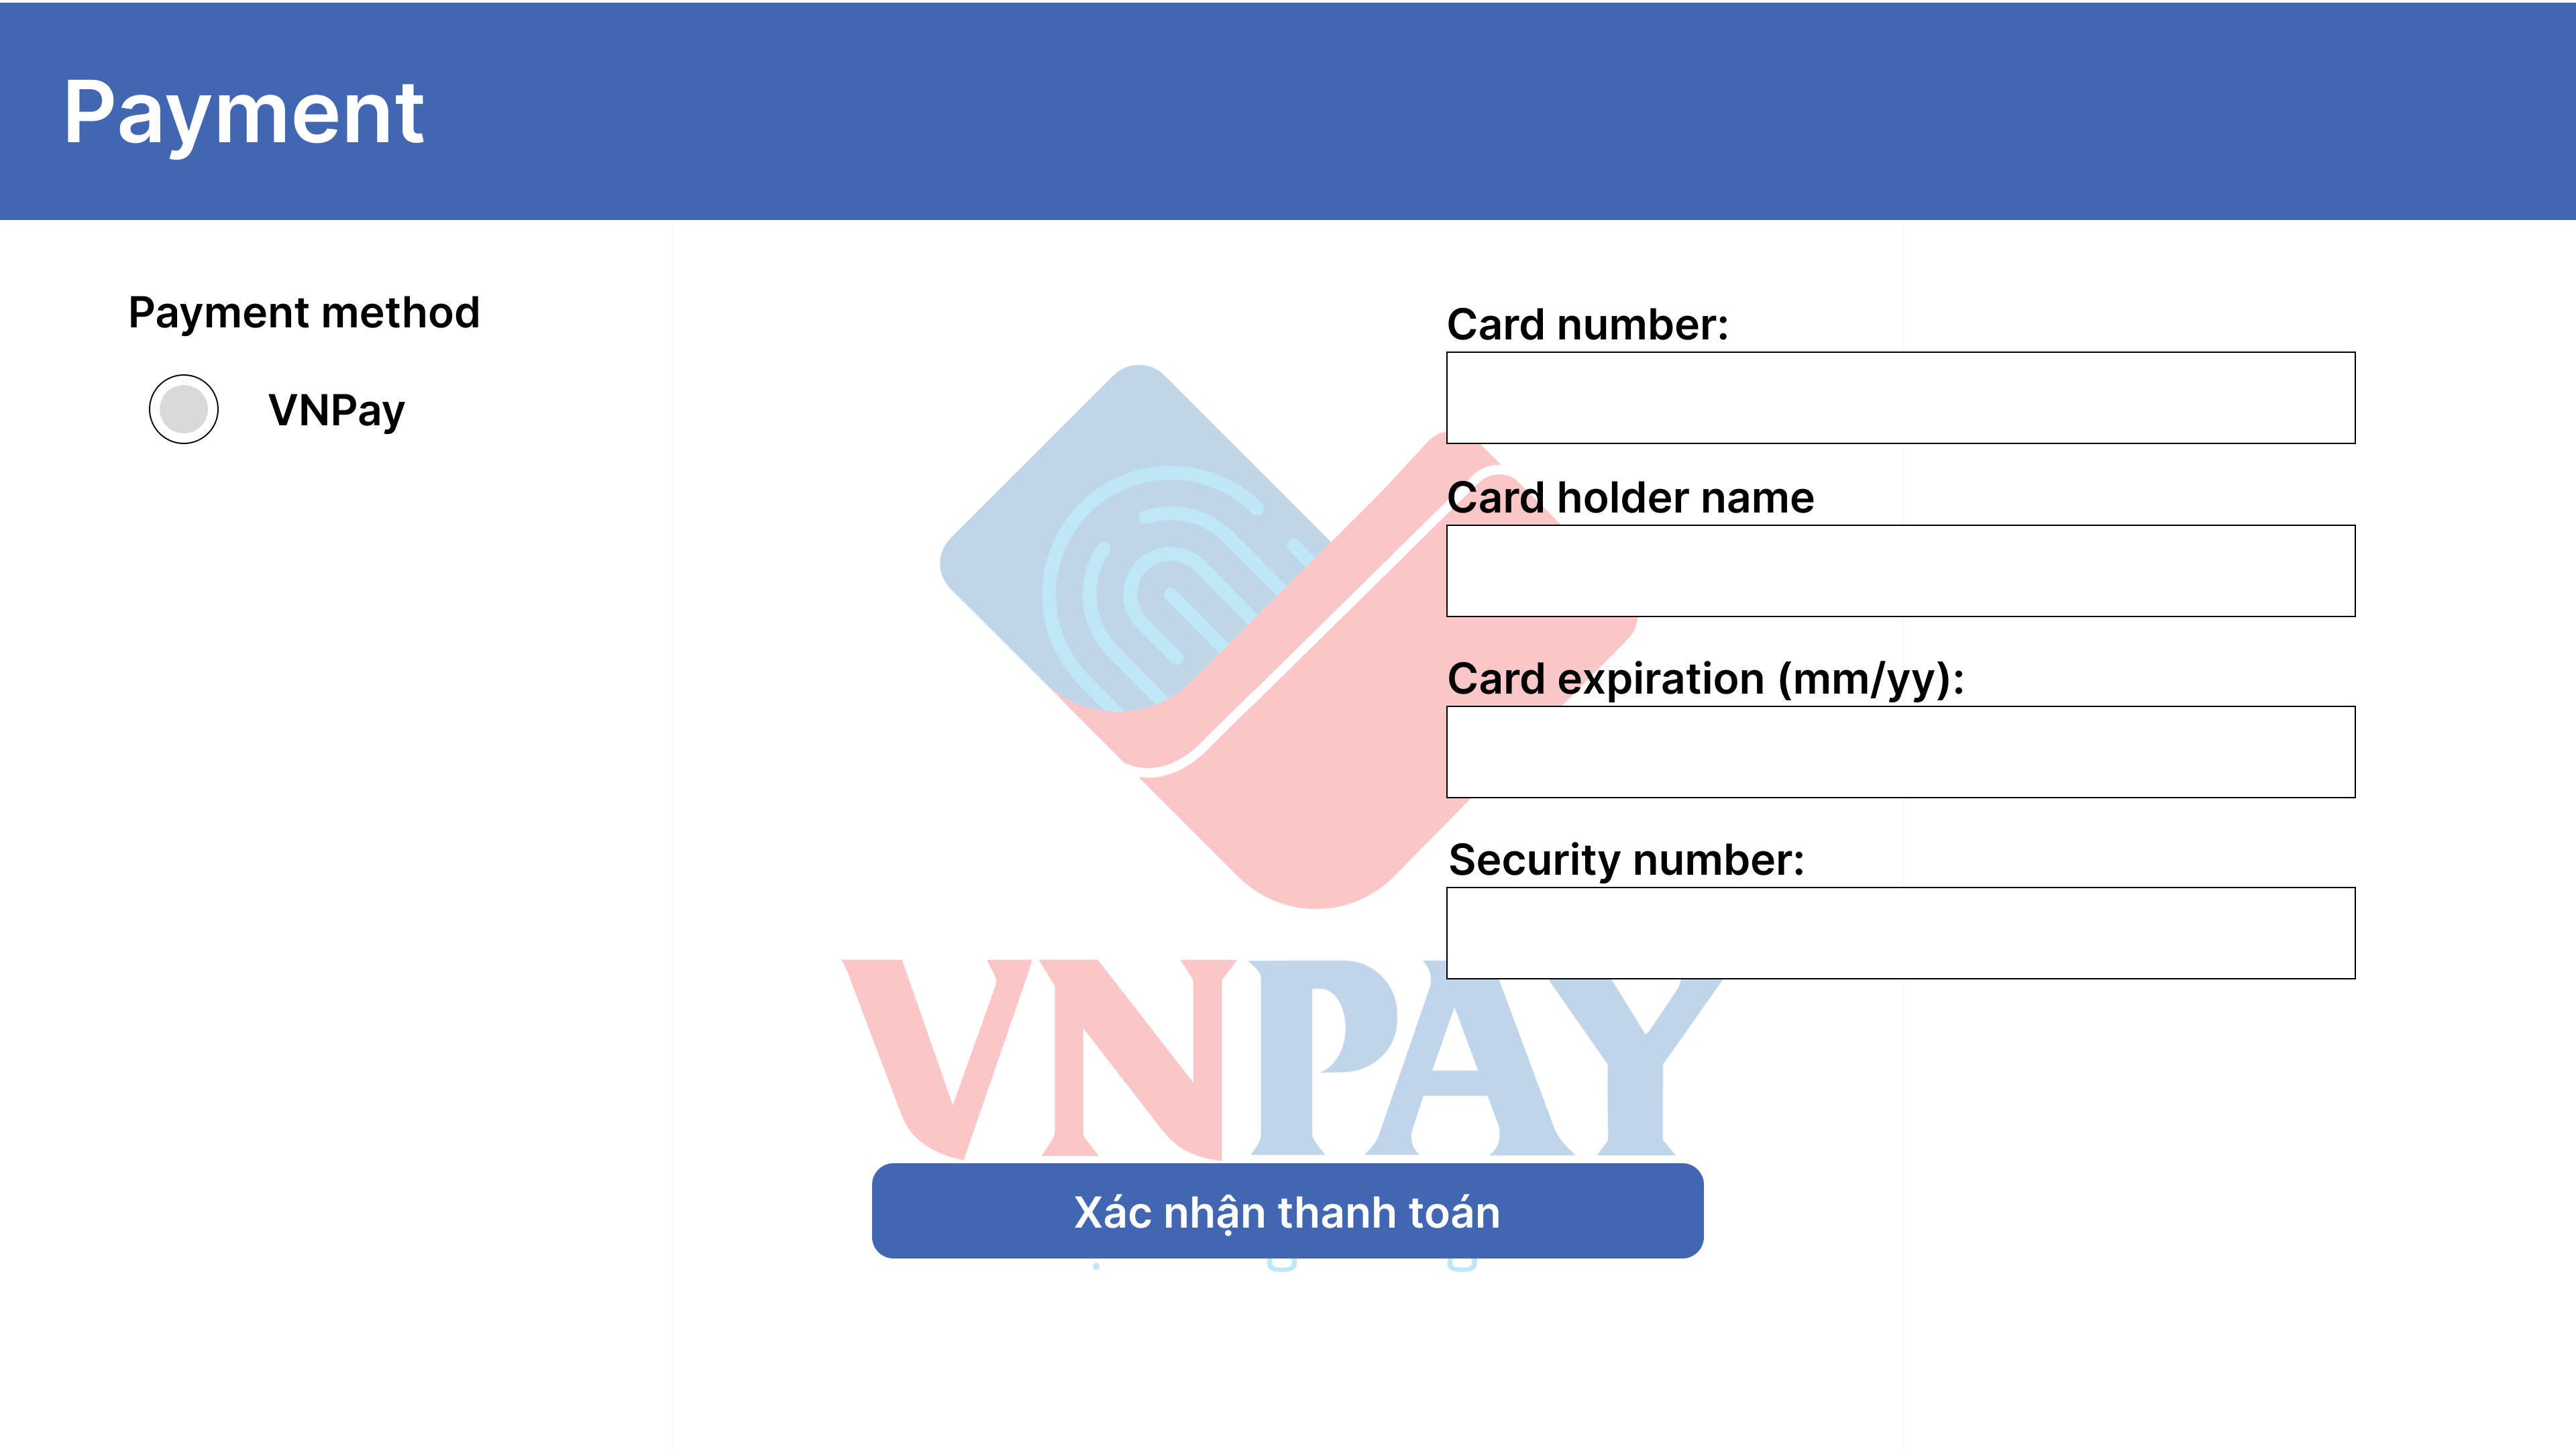 Payment
Payment method
VNPay
Card number:
Card holder name
Card expiration (mm/yy):
Security number:
VNPAY
Xác nhận thanh toán